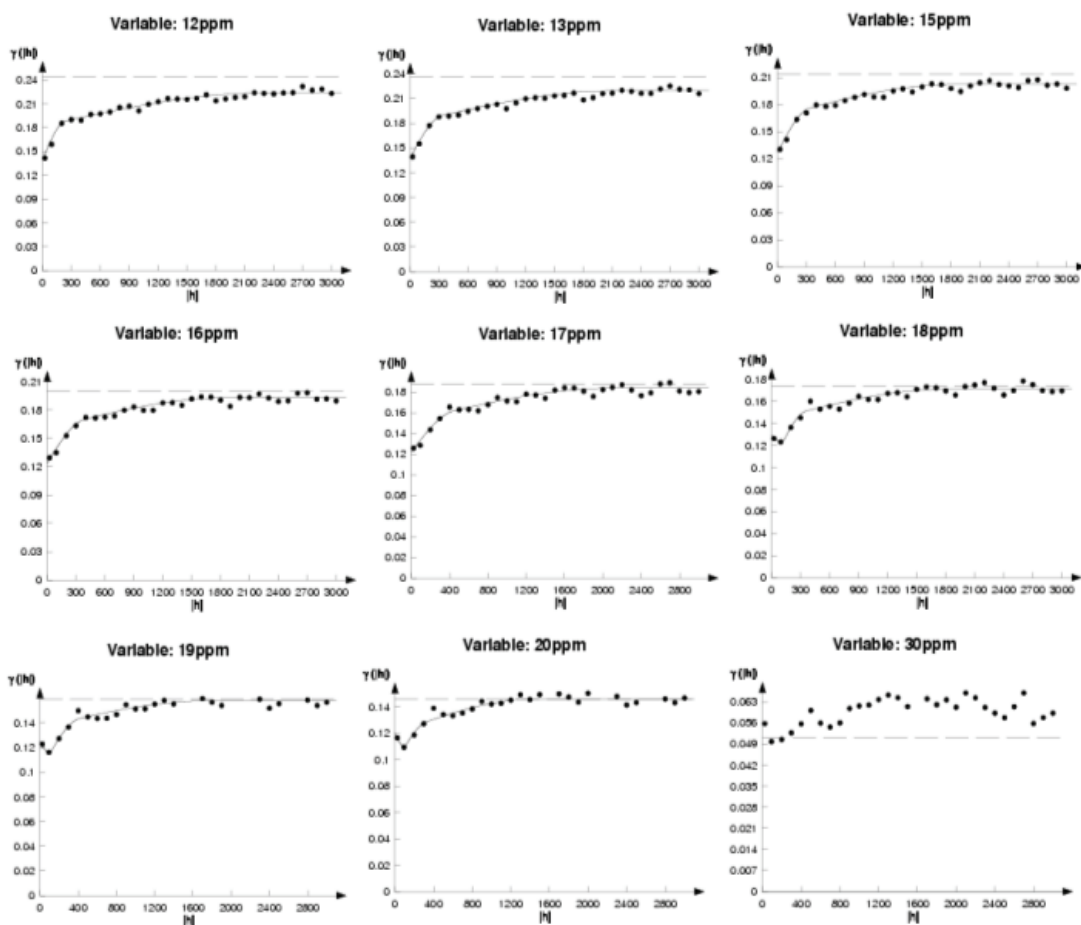 Variable: 12ppm
γ(|h|)
0.24
0.21
0.18
0.15
0.12
0.09
0.06
0.03
0
0 300 600 900 1200 1500 1800 2100 2400 2700 3000
|h|
Variable: 13ppm
γ(|h|)
0.24
0.21
0.18
0.15
0.12
0.09
0.06
0.03
0
0 300 600 900 1200 1500 1800 2100 2400 2700 3000
|h|
Variable: 15ppm
γ(|h|)
0.21
0.18
0.15
0.12
0.09
0.06
0.03
0
0 300 600 900 1200 1500 1800 2100 2400 2700 3000
|h|
Variable: 16ppm
γ(|h|)
0.21
0.18
0.15
0.12
0.09
0.06
0.03
0
0 300 600 900 1200 1500 1800 2100 2400 2700 3000
|h|
Variable: 17ppm
γ(|h|)
0.18
0.16
0.14
0.12
0.1
0.08
0.06
0.04
0.02
0
0 400 800 1200 1600 2000 2400 2800
|h|
Variable: 18ppm
γ(|h|)
0.18
0.16
0.14
0.12
0.1
0.08
0.06
0.04
0.02
0
0 300 600 900 1200 1500 1800 2100 2400 2700 3000
|h|
Variable: 19ppm
γ(|h|)
0.14
0.12
0.1
0.08
0.06
0.04
0.02
0
0 400 800 1200 1600 2000 2400 2800
|h|
Variable: 20ppm
γ(|h|)
0.14
0.12
0.1
0.08
0.06
0.04
0.02
0
0 400 800 1200 1600 2000 2400 2800
|h|
Variable: 30ppm
γ(|h|)
0.063
0.056
0.049
0.042
0.035
0.028
0.021
0.014
0.007
0
0 400 800 1200 1600 2000 2400 2800
|h|